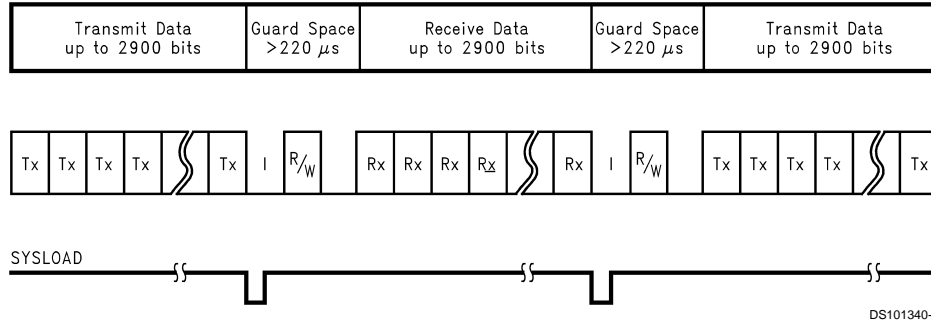 Transmit Data
up to 2900 bits
Guard Space
>220 μs
Receive Data
up to 2900 bits
Guard Space
>220 μs
Transmit Data
up to 2900 bits
Tx Tx Tx Tx Tx I R/W Rx Rx Rx Rx Rx I R/W Tx Tx Tx Tx Tx
SYSLOAD
DS101340-